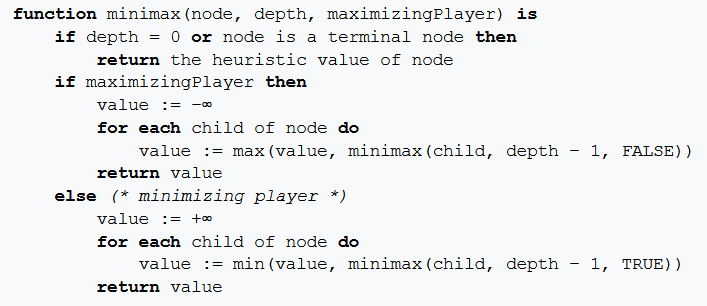 function minimax(node, depth, maximizingPlayer) is
    if depth = 0 or node is a terminal node then
        return the heuristic value of node
    if maximizingPlayer then
        value := −∞
        for each child of node do
            value := max(value, minimax(child, depth − 1, FALSE))
        return value
    else (* minimizing player *)
        value := +∞
        for each child of node do
            value := min(value, minimax(child, depth − 1, TRUE))
        return value